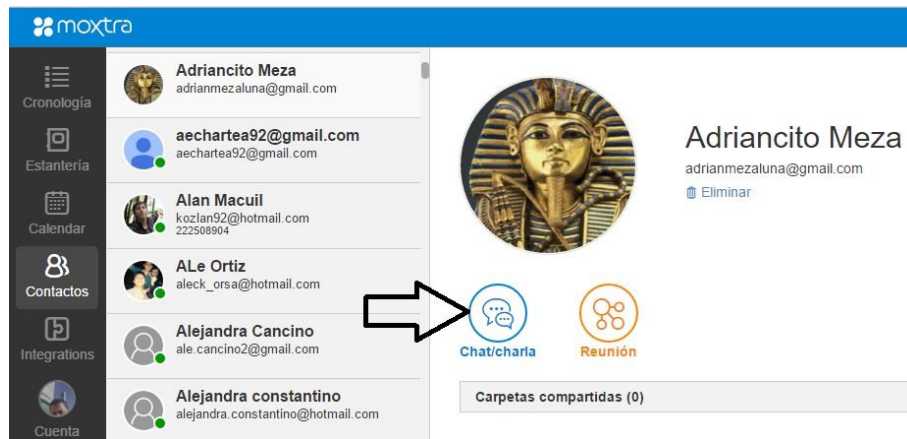 moxtra
Cronología
Estantería
Calendar
Contactos
Integrations
Cuenta
Adriancito Meza
adrianmezaluna@gmail.com
aechartea92@gmail.com
aechartea92@gmail.com
Alan Macuil
kozlan92@hotmail.com
222508904
ALe Ortiz
aleck_orsa@hotmail.com
Alejandra Cancino
ale.cancino2@gmail.com
Alejandra constantino
alejandra.constantino@hotmail.com
Adriancito Meza
adrianmezaluna@gmail.com
Eliminar
Chat/charla
Reunión
Carpetas compartidas (0)